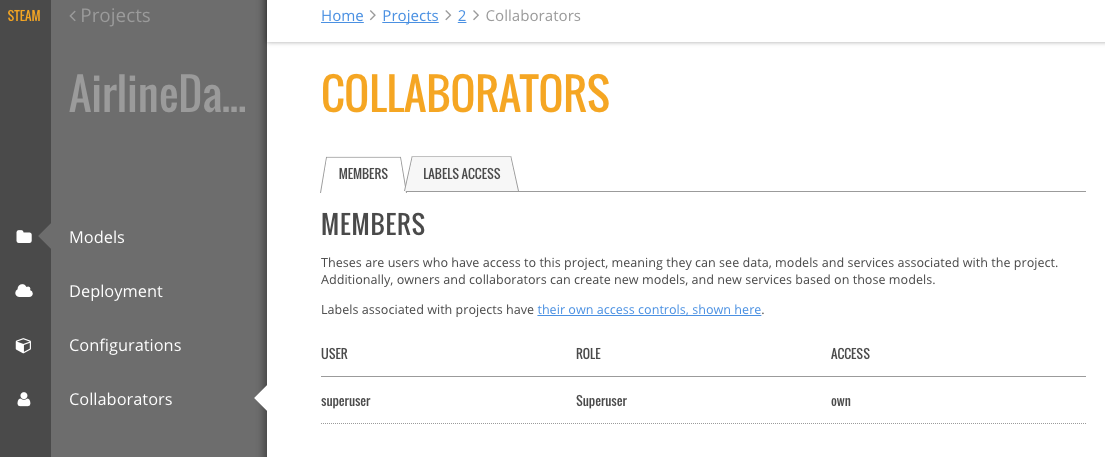 STEAM
Projects
AirlineDa...
Models
Deployment
Configurations
Collaborators
Home > Projects > 2 > Collaborators
COLLABORATORS
MEMBERS LABELS ACCESS
MEMBERS
Theses are users who have access to this project, meaning they can see data, models and services associated with the project.
Additionally, owners and collaborators can create new models, and new services based on those models.
Labels associated with projects have their own access controls, shown here.
USER ROLE ACCESS
superuser Superuser own